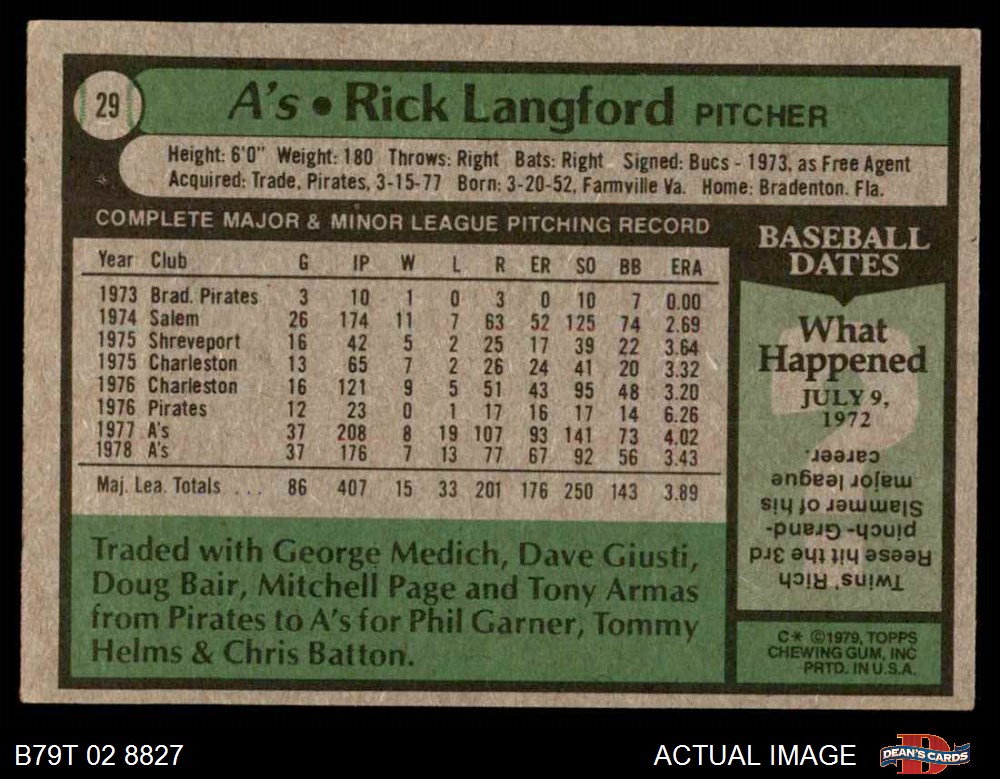 29
A's • Rick Langford PITCHER
Height: 6'0" Weight: 180 Throws: Right Bats: Right Signed: Bucs - 1973, as Free Agent
Acquired: Trade, Pirates, 3-15-77 Born: 3-20-52, Farmville Va. Home: Bradenton, Fla.
COMPLETE MAJOR & MINOR LEAGUE PITCHING RECORD
Year Club G IP W L R ER SO BB ERA
1973 Brad. Pirates 3 10 1 0 3 0 10 7 0.00
1974 Salem 26 174 11 7 63 52 125 74 2.69
1975 Shreveport 16 42 5 2 25 17 39 22 3.64
1975 Charleston 13 65 7 2 26 24 41 20 3.32
1976 Charleston 16 121 9 5 51 43 95 48 3.20
1976 Pirates 12 23 0 1 17 16 17 14 6.26
1977 A's 37 208 8 19 107 93 141 73 4.02
1978 A's 37 176 7 13 77 67 92 56 3.43
Maj. Lea. Totals ... 86 407 15 33 201 176 250 143 3.89
Traded with George Medich, Dave Giusti,
Doug Bair, Mitchell Page and Tony Armas
from Pirates to A's for Phil Garner, Tommy
Helms & Chris Batton.
BASEBALL
DATES
What
Happened
JULY 9,
1972
Twins' Rich
Reese hit the 3rd
pinch-Grand-
Slammer of his
major league
career.
C* ©1979, TOPPS
CHEWING GUM, INC
PRTD. IN U.S.A.
B79T 02 8827
ACTUAL IMAGE
DEAN'S CARDS